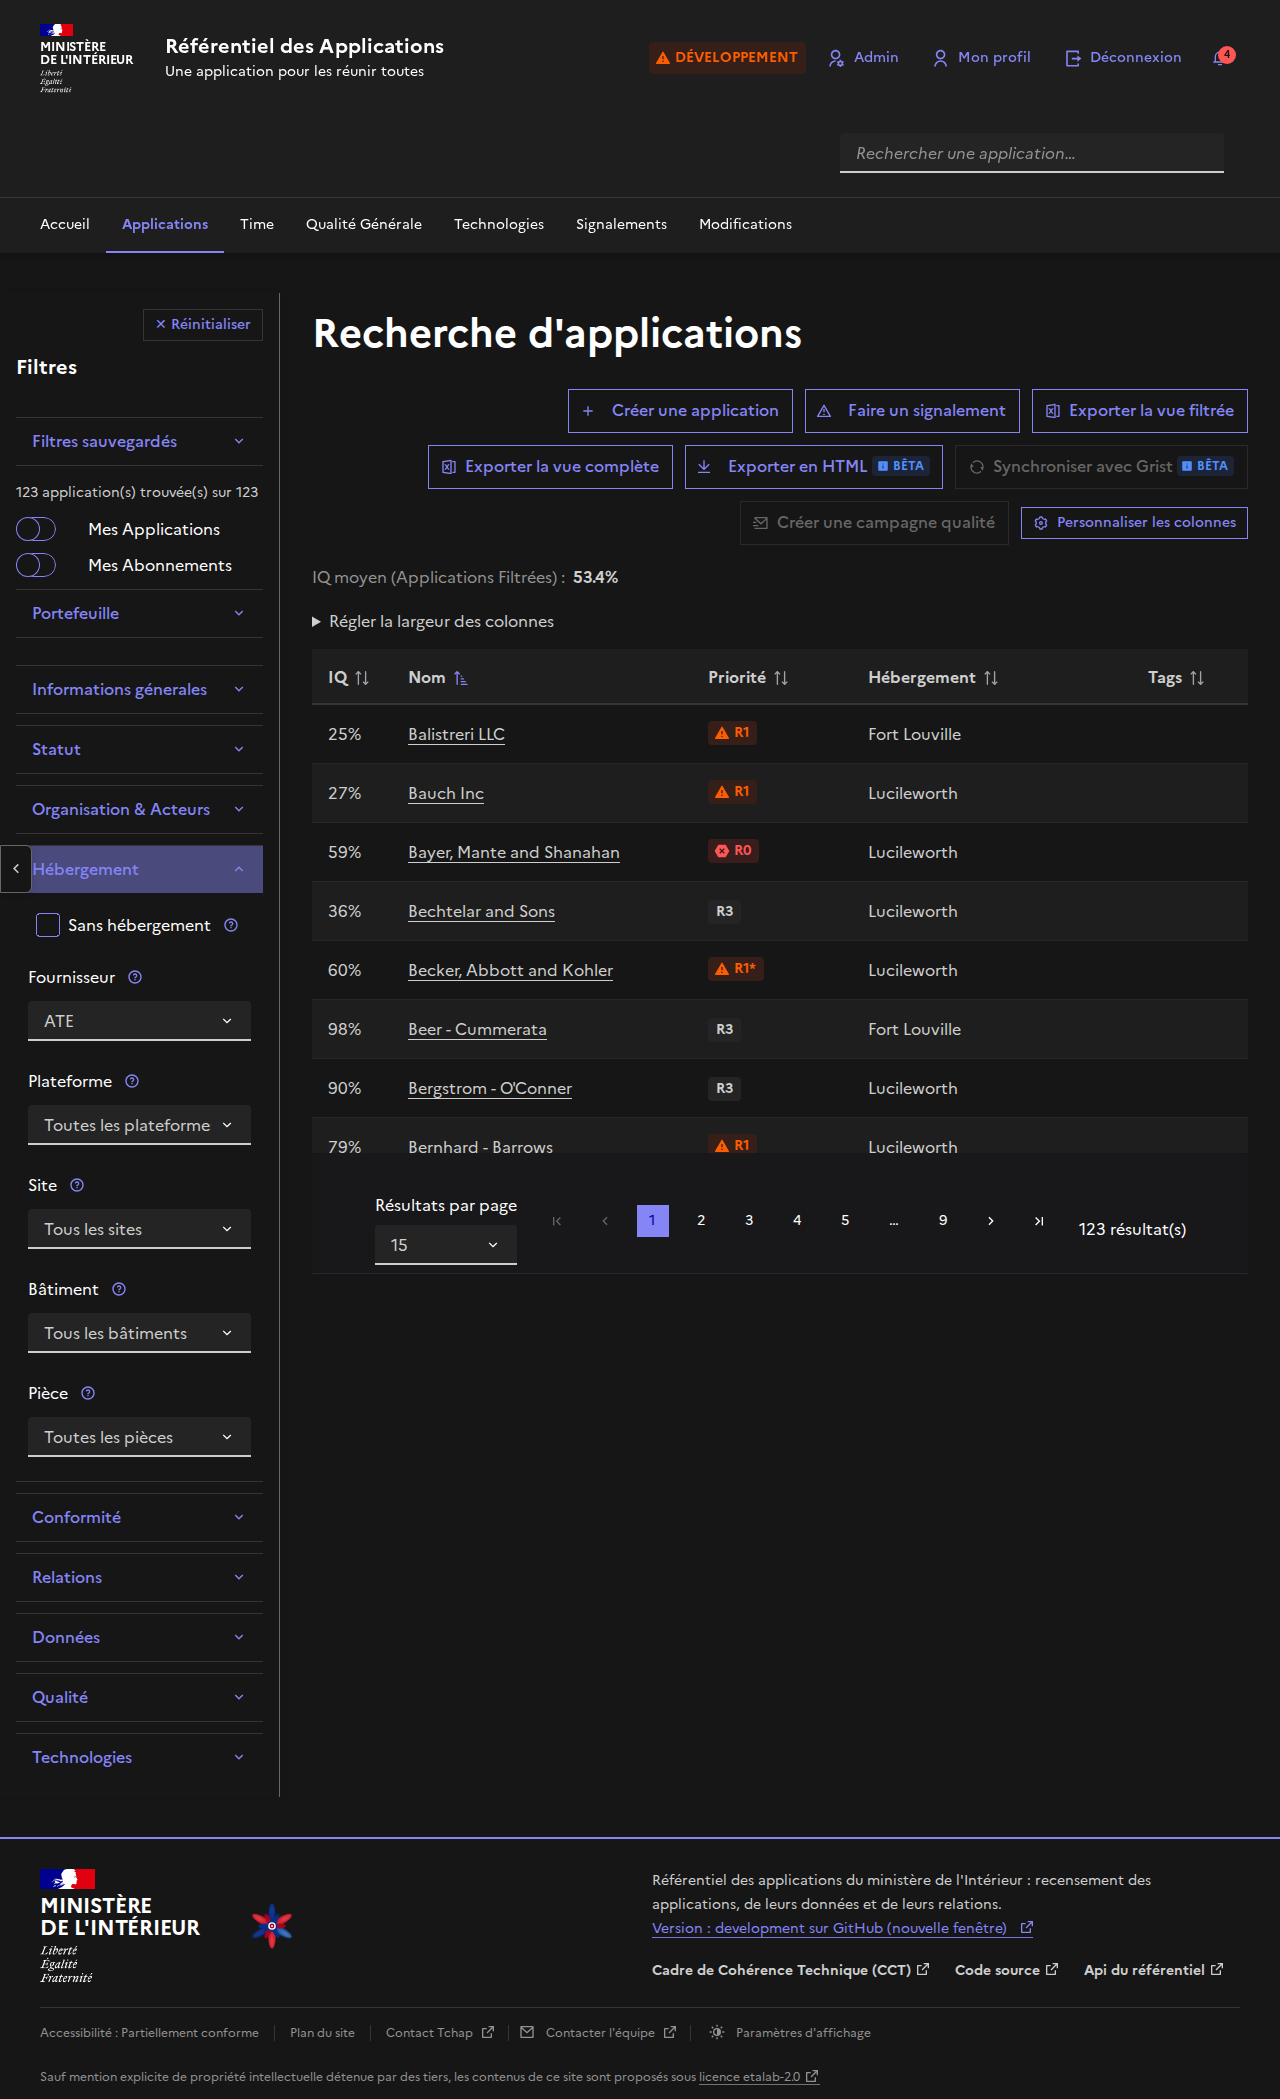 MINISTÈRE
DE L'INTÉRIEUR
Liberté
Égalité
Fraternité
Référentiel des Applications
Une application pour les réunir toutes
DÉVELOPPEMENT
Admin
Mon profil
Déconnexion
4
Rechercher une application...
Accueil
Applications
Time
Qualité Générale
Technologies
Signalements
Modifications
✕ Réinitialiser
Filtres
Filtres sauvegardés
123 application(s) trouvée(s) sur 123
Mes Applications
Mes Abonnements
Portefeuille
Informations génerales
Statut
Organisation & Acteurs
Hébergement
Sans hébergement
Fournisseur
ATE
Plateforme
Toutes les plateforme
Site
Tous les sites
Bâtiment
Tous les bâtiments
Pièce
Toutes les pièces
Conformité
Relations
Données
Qualité
Technologies
Recherche d'applications
Créer une application
Faire un signalement
Exporter la vue filtrée
Exporter la vue complète
Exporter en HTML BÊTA
Synchroniser avec Grist BÊTA
Créer une campagne qualité
Personnaliser les colonnes
IQ moyen (Applications Filtrées) : 53.4%
Régler la largeur des colonnes
IQ Nom Priorité Hébergement Tags
25% Balistreri LLC R1 Fort Louville
27% Bauch Inc R1 Lucileworth
59% Bayer, Mante and Shanahan R0 Lucileworth
36% Bechtelar and Sons R3 Lucileworth
60% Becker, Abbott and Kohler R1* Lucileworth
98% Beer - Cummerata R3 Fort Louville
90% Bergstrom - O'Conner R3 Lucileworth
79% Bernhard - Barrows R1 Lucileworth
Résultats par page
15
1 2 3 4 5 … 9
123 résultat(s)
MINISTÈRE
DE L'INTÉRIEUR
Liberté
Égalité
Fraternité
Référentiel des applications du ministère de l'Intérieur : recensement des
applications, de leurs données et de leurs relations.
Version : development sur GitHub (nouvelle fenêtre)
Cadre de Cohérence Technique (CCT)
Code source
Api du référentiel
Accessibilité : Partiellement conforme
Plan du site
Contact Tchap
Contacter l'équipe
Paramètres d'affichage
Sauf mention explicite de propriété intellectuelle détenue par des tiers, les contenus de ce site sont proposés sous licence etalab-2.0